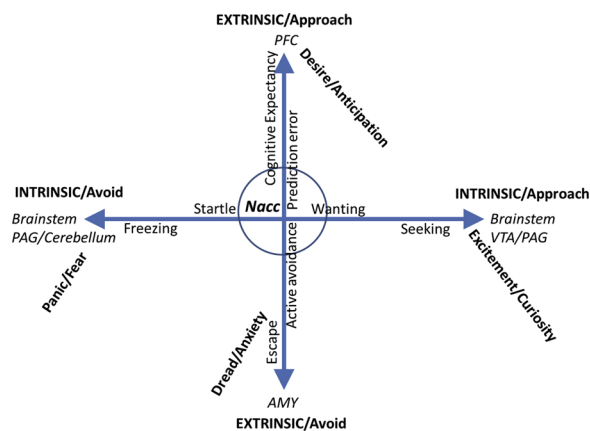 EXTRINSIC/Approach
PFC
Desire/Anticipation
Cognitive Expectancy
Prediction error
INTRINSIC/Avoid
Brainstem
PAG/Cerebellum
Panic/Fear
Freezing
Startle
Nacc
Wanting
Seeking
INTRINSIC/Approach
Brainstem
VTA/PAG
Excitement/Curiosity
Active avoidance
Escape
Dread/Anxiety
AMY
EXTRINSIC/Avoid